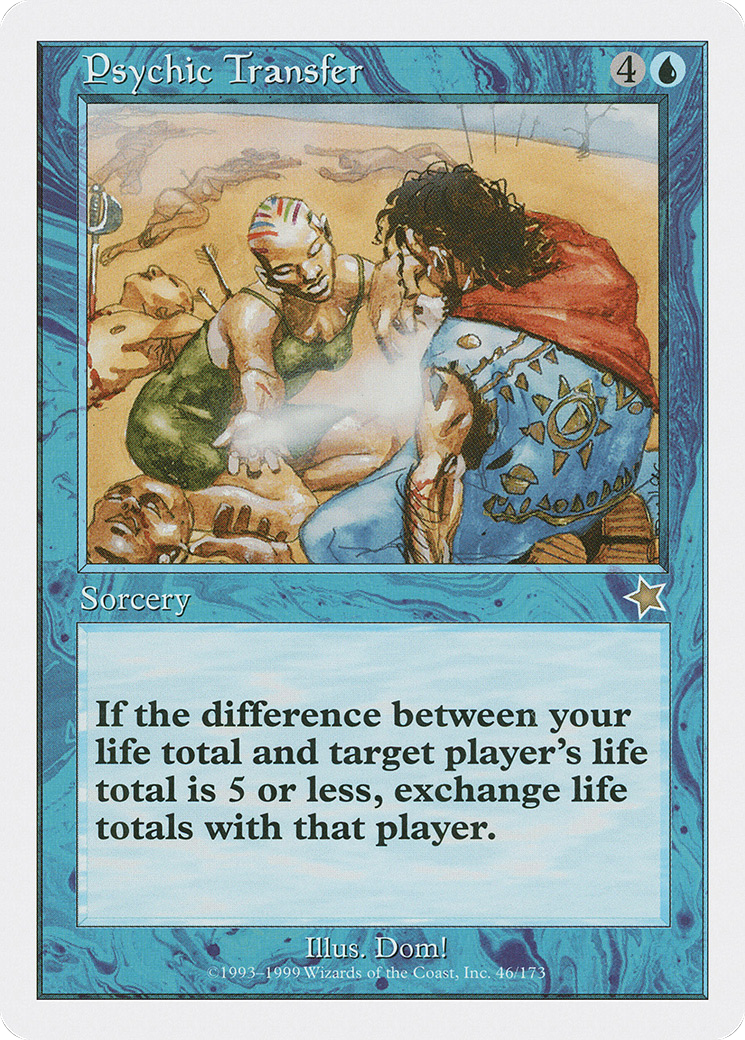 Psychic Transfer 4
Sorcery
If the difference between your
life total and target player's life
total is 5 or less, exchange life
totals with that player.
Illus. Dom!
©1993–1999 Wizards of the Coast, Inc. 46/173